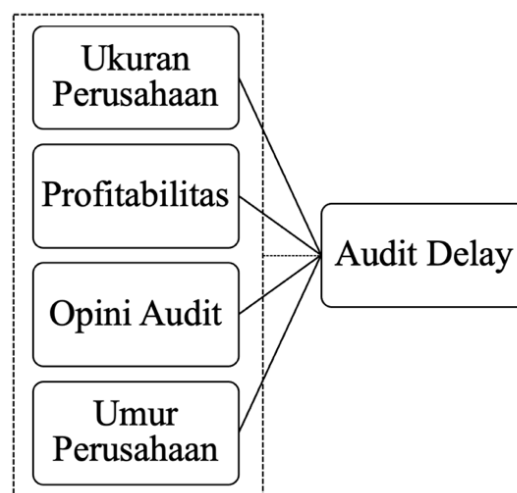 Ukuran
Perusahaan
Profitabilitas
Audit Delay
Opini Audit
Umur
Perusahaan